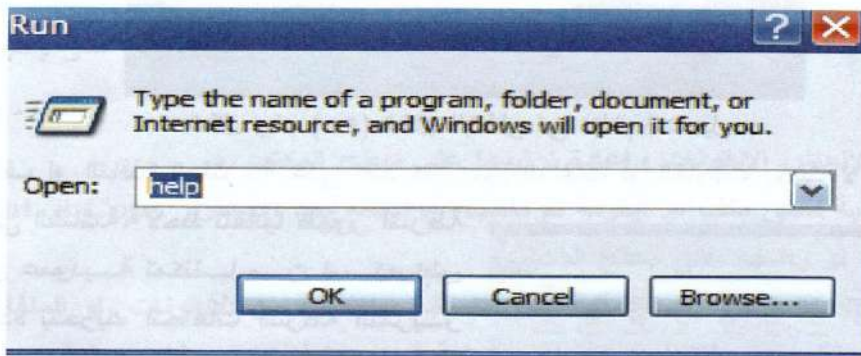 Run
Type the name of a program, folder, document, or
Internet resource, and Windows will open it for you.
Open: help
OK Cancel Browse...